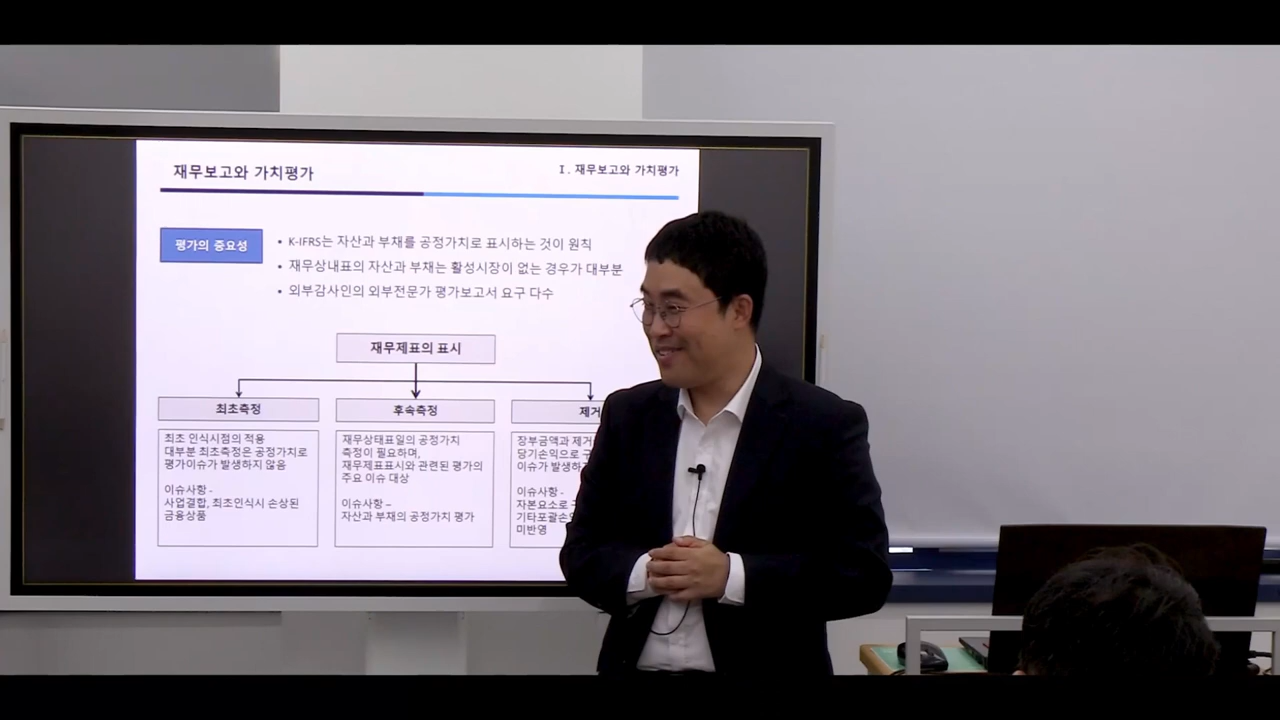 재무보고와 가치평가
Ⅰ. 재무보고와 가치평가
평가의 중요성
• K-IFRS는 자산과 부채를 공정가치로 표시하는 것이 원칙
• 재무상내표의 자산과 부채는 활성시장이 없는 경우가 대부분
• 외부감사인의 외부전문가 평가보고서 요구 다수
재무제표의 표시
최초측정
최초 인식시점의 적용
대부분 최초측정은 공정가치로
평가이슈가 발생하지 않음
이슈사항 -
사업결합, 최초인식시 손상된
금융상품
후속측정
재무상태표일의 공정가치
측정이 필요하며,
재무제표표시와 관련된 평가의
주요 이슈 대상
이슈사항 –
자산과 부채의 공정가치 평가
제거
장부금액과 제거
당기손익으로
이슈가 발생하지
이슈사항 -
자본요소로
기타포괄손
미반영